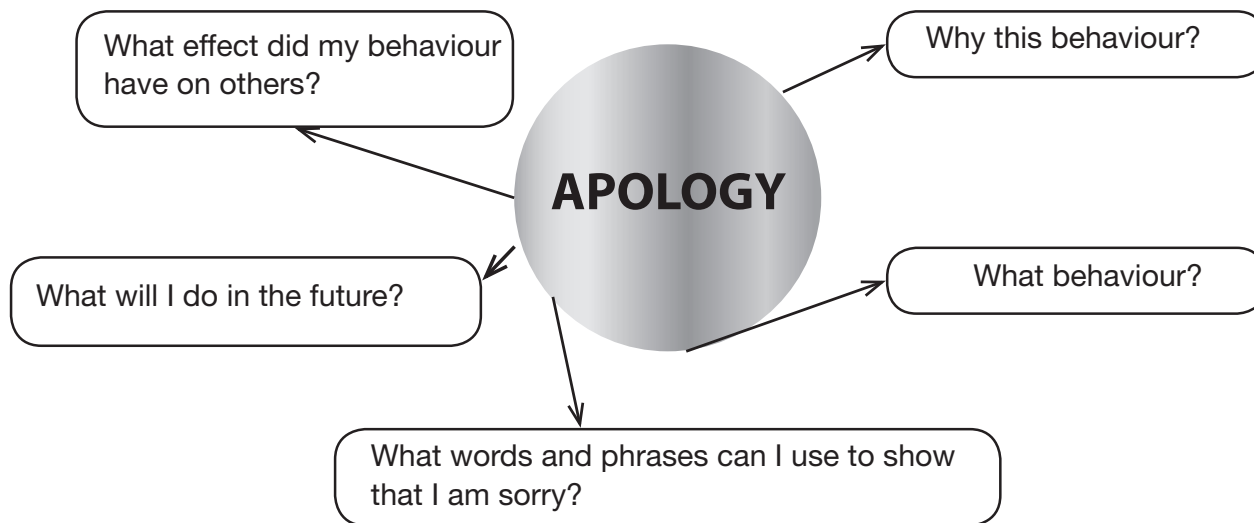 What effect did my behaviour
have on others?
Why this behaviour?
APOLOGY
What will I do in the future?
What behaviour?
What words and phrases can I use to show
that I am sorry?